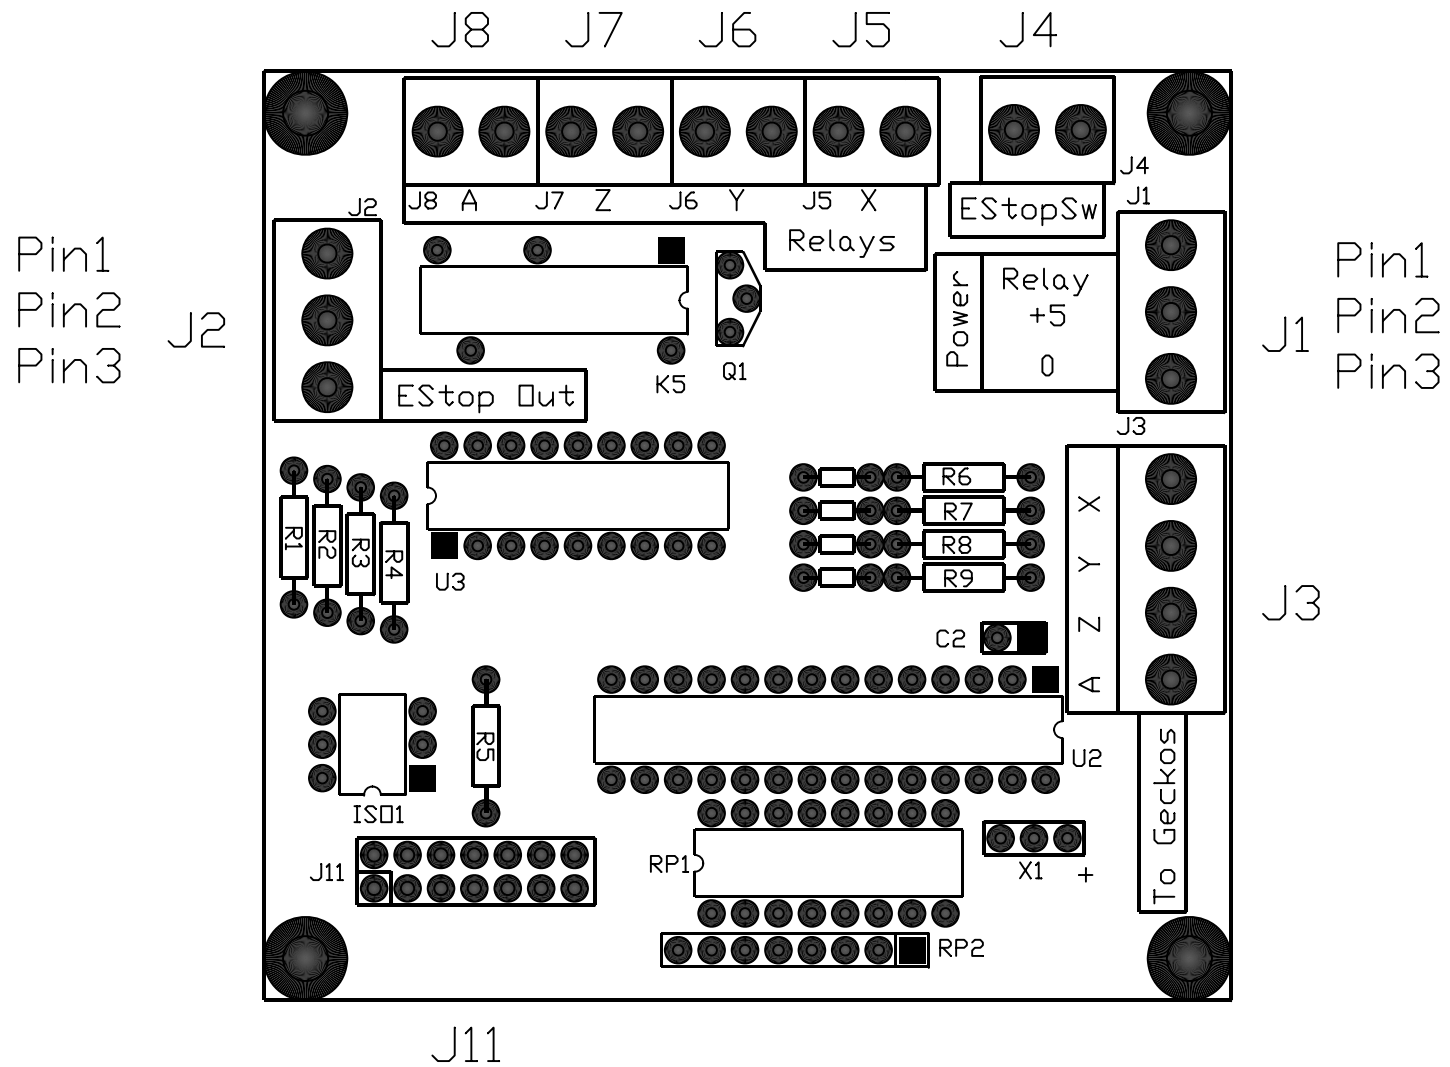 J8 J7 J6 J5 J4
J4
J8 A J7 Z J6 Y J5 X
J2
J1
EStopSw
Relays
Pin1
Pin2
Pin3
J2
Power
Relay
+5
0
J1
Pin1
Pin2
Pin3
EStop Out
K5
Q1
J3
R1
R2
R3
R4
U3
R6
R7
R8
R9
X
Y
Z
A
J3
C2
R5
U2
ISO1
To Geckos
J11
RP1
X1
+
RP2
J11